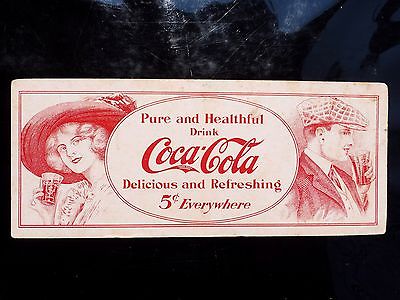 Pure and Healthful
Drink
Coca-Cola
Delicious and Refreshing
5¢ Everywhere